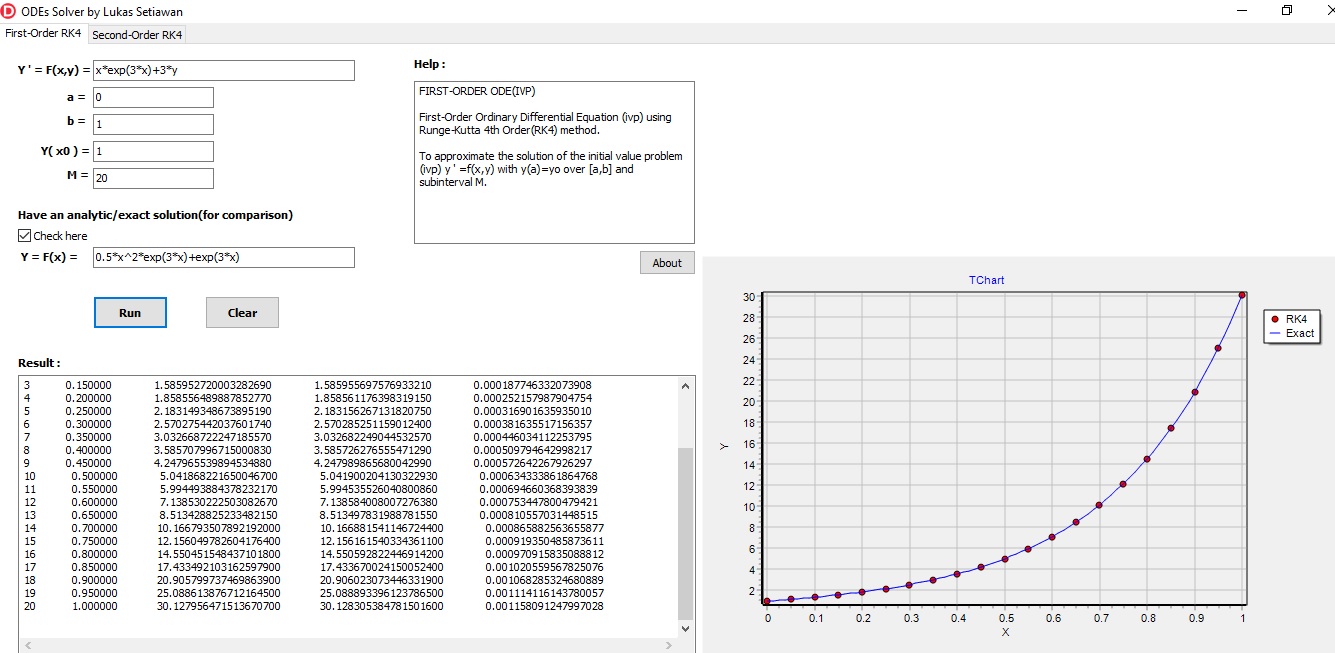 ODEs Solver by Lukas Setiawan
First-Order RK4 Second-Order RK4
Y ' = F(x,y) = x*exp(3*x)+3*y
a = 0
b = 1
Y( x0 ) = 1
M = 20
Have an analytic/exact solution(for comparison)
Check here
Y = F(x) = 0.5*x^2*exp(3*x)+exp(3*x)
Run Clear
Help :
FIRST-ORDER ODE(IVP)
First-Order Ordinary Differential Equation (ivp) using
Runge-Kutta 4th Order(RK4) method.
To approximate the solution of the initial value problem
(ivp) y ' =f(x,y) with y(a)=yo over [a,b] and
subinterval M.
About
Result :
3 0.150000 1.585952720003282690 1.585955697576933210 0.000187746332073908
4 0.200000 1.858556489887852770 1.858561176398319150 0.000252157987904754
5 0.250000 2.183149348673895190 2.183156267131820750 0.000316901635935010
6 0.300000 2.570275442037601740 2.570285251159012400 0.000381635517156357
7 0.350000 3.032668722247185570 3.032682249044532570 0.000446034112253795
8 0.400000 3.585707996715000830 3.585726276555471290 0.000509794642998217
9 0.450000 4.247965539894534880 4.247989865680042990 0.000572642267926297
10 0.500000 5.041868221650046700 5.041900204130322930 0.000634333861864768
11 0.550000 5.994493884378232170 5.994535526040800860 0.000694660368393839
12 0.600000 7.138530222503082670 7.138584008007276380 0.000753447800479421
13 0.650000 8.513428825233482150 8.513497831988781550 0.000810557031448515
14 0.700000 10.166793507892192000 10.166881541146724400 0.000865882563655877
15 0.750000 12.156049782604176400 12.156161540334361100 0.000919350485873611
16 0.800000 14.550451548437101800 14.550592822446914200 0.000970915835088812
17 0.850000 17.433492103162597900 17.433670024150052400 0.001020559567825076
18 0.900000 20.905799737469863900 20.906023073446331900 0.001068285324680889
19 0.950000 25.088613876712164500 25.088893396123786500 0.001114116143780057
20 1.000000 30.127956471513670700 30.128305384781501600 0.001158091247997028
TChart
30
28
26
24
22
20
18
16
14
12
10
8
6
4
2
Y
0 0.1 0.2 0.3 0.4 0.5 0.6 0.7 0.8 0.9 1
X
RK4
Exact